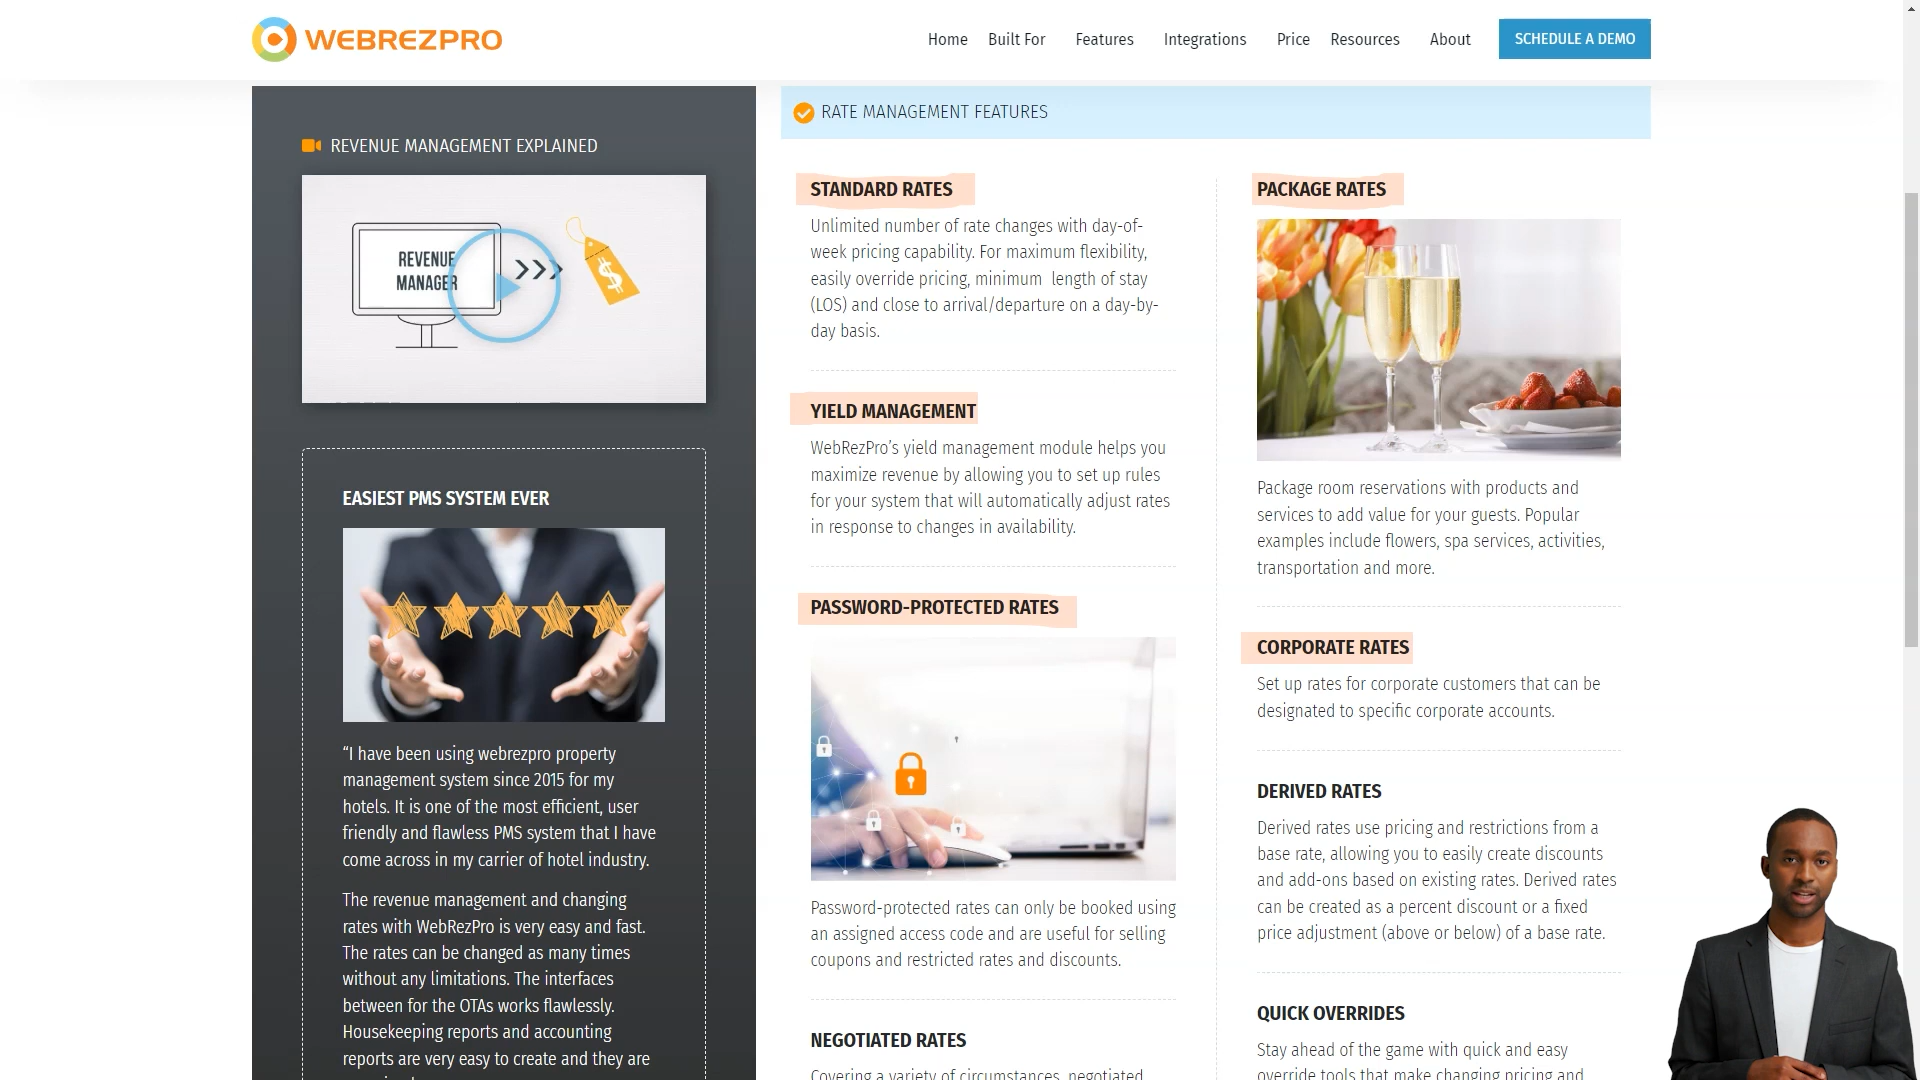 WEBREZPRO
Home Built For Features Integrations Price Resources About SCHEDULE A DEMO
REVENUE MANAGEMENT EXPLAINED
REVENUE
MANAGER
EASIEST PMS SYSTEM EVER
“I have been using webrezpro property
management system since 2015 for my
hotels. It is one of the most efficient, user
friendly and flawless PMS system that I have
come across in my carrier of hotel industry.
The revenue management and changing
rates with WebRezPro is very easy and fast.
The rates can be changed as many times
without any limitations. The interfaces
between for the OTAs works flawlessly.
Housekeeping reports and accounting
reports are very easy to create and they are
RATE MANAGEMENT FEATURES
STANDARD RATES
Unlimited number of rate changes with day-of-
week pricing capability. For maximum flexibility,
easily override pricing, minimum length of stay
(LOS) and close to arrival/departure on a day-by-
day basis.
YIELD MANAGEMENT
WebRezPro’s yield management module helps you
maximize revenue by allowing you to set up rules
for your system that will automatically adjust rates
in response to changes in availability.
PASSWORD-PROTECTED RATES
Password-protected rates can only be booked using
an assigned access code and are useful for selling
coupons and restricted rates and discounts.
NEGOTIATED RATES
Covering a variety of circumstances, negotiated
PACKAGE RATES
Package room reservations with products and
services to add value for your guests. Popular
examples include flowers, spa services, activities,
transportation and more.
CORPORATE RATES
Set up rates for corporate customers that can be
designated to specific corporate accounts.
DERIVED RATES
Derived rates use pricing and restrictions from a
base rate, allowing you to easily create discounts
and add-ons based on existing rates. Derived rates
can be created as a percent discount or a fixed
price adjustment (above or below) of a base rate.
QUICK OVERRIDES
Stay ahead of the game with quick and easy
override tools that make changing pricing and